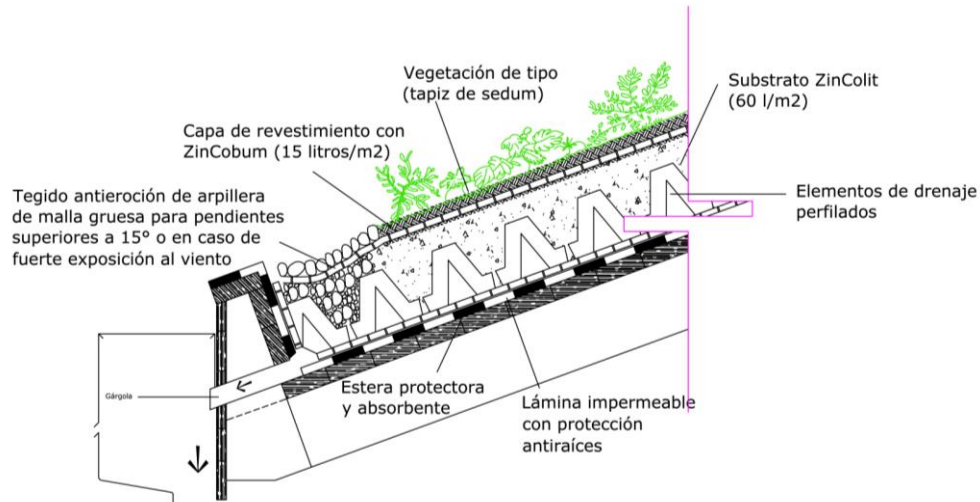 Vegetación de tipo
(tapiz de sedum)
Substrato ZinColit
(60 l/m2)
Capa de revestimiento con
ZinCobum (15 litros/m2)
Tegido antieroción de arpillera
de malla gruesa para pendientes
superiores a 15° o en caso de
fuerte exposición al viento
Elementos de drenaje
perfilados
Estera protectora
y absorbente
Lámina impermeable
con protección
antiraíces
Gárgola